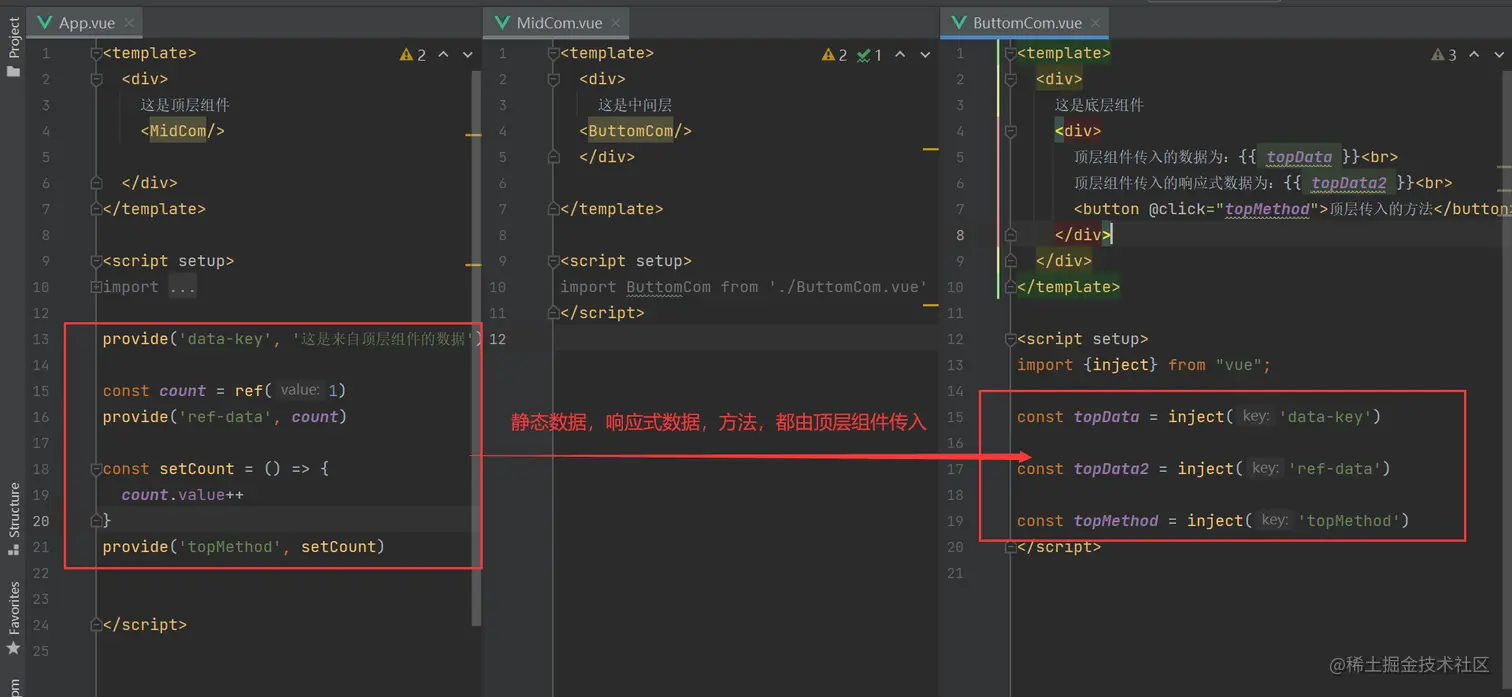 Project
Structure
Favorites
App.vue
2
1 <template>
2 <div>
3 这是顶层组件
4 <MidCom/>
5
6 </div>
7 </template>
8
9 <script setup>
10 import ...
12
13 provide('data-key', '这是来自顶层组件的数据')
14
15 const count = ref( value: 1)
16 provide('ref-data', count)
17
18 const setCount = () => {
19 count.value++
20 }
21 provide('topMethod', setCount)
22
23
24 </script>
25
MidCom.vue
2 1
1 <template>
2 <div>
3 这是中间层
4 <ButtomCom/>
5 </div>
6
7 </template>
8
9 <script setup>
10 import ButtomCom from './ButtomCom.vue'
11 </script>
12
静态数据，响应式数据，方法，都由顶层组件传入
ButtomCom.vue
3
1 <template>
2 <div>
3 这是底层组件
4 <div>
5 顶层组件传入的数据为：{{ topData }}<br>
6 顶层组件传入的响应式数据为：{{ topData2 }}<br>
7 <button @click="topMethod">顶层传入的方法</button>
8 </div>
9 </div>
10 </template>
11
12 <script setup>
13 import {inject} from "vue";
14
15 const topData = inject( key: 'data-key')
16
17 const topData2 = inject( key: 'ref-data')
18
19 const topMethod = inject( key: 'topMethod')
20 </script>
21
@稀土掘金技术社区